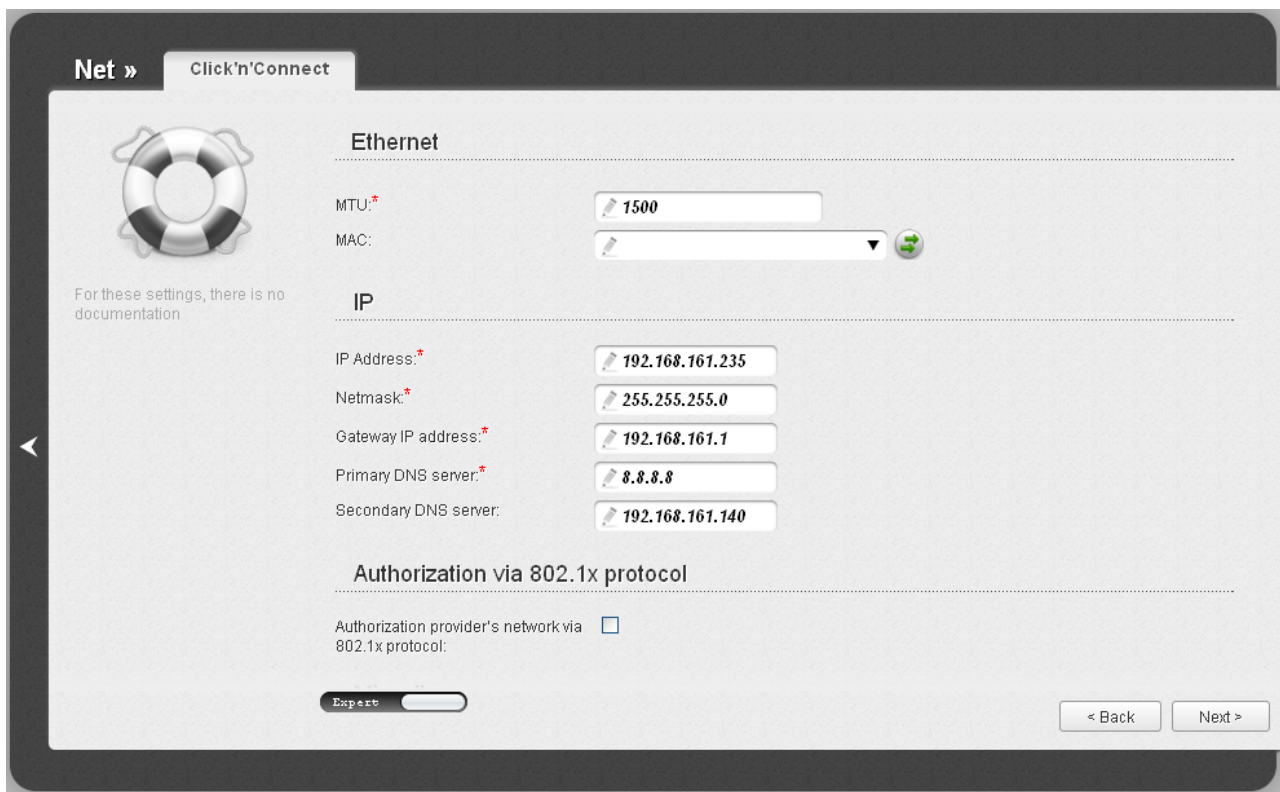 Net »
Click'n'Connect
For these settings, there is no
documentation
Ethernet
MTU:*
1500
MAC:
IP
IP Address:*
192.168.161.235
Netmask:*
255.255.255.0
Gateway IP address:*
192.168.161.1
Primary DNS server:*
8.8.8.8
Secondary DNS server:
192.168.161.140
Authorization via 802.1x protocol
Authorization provider's network via
802.1x protocol:
Expert
< Back
Next >